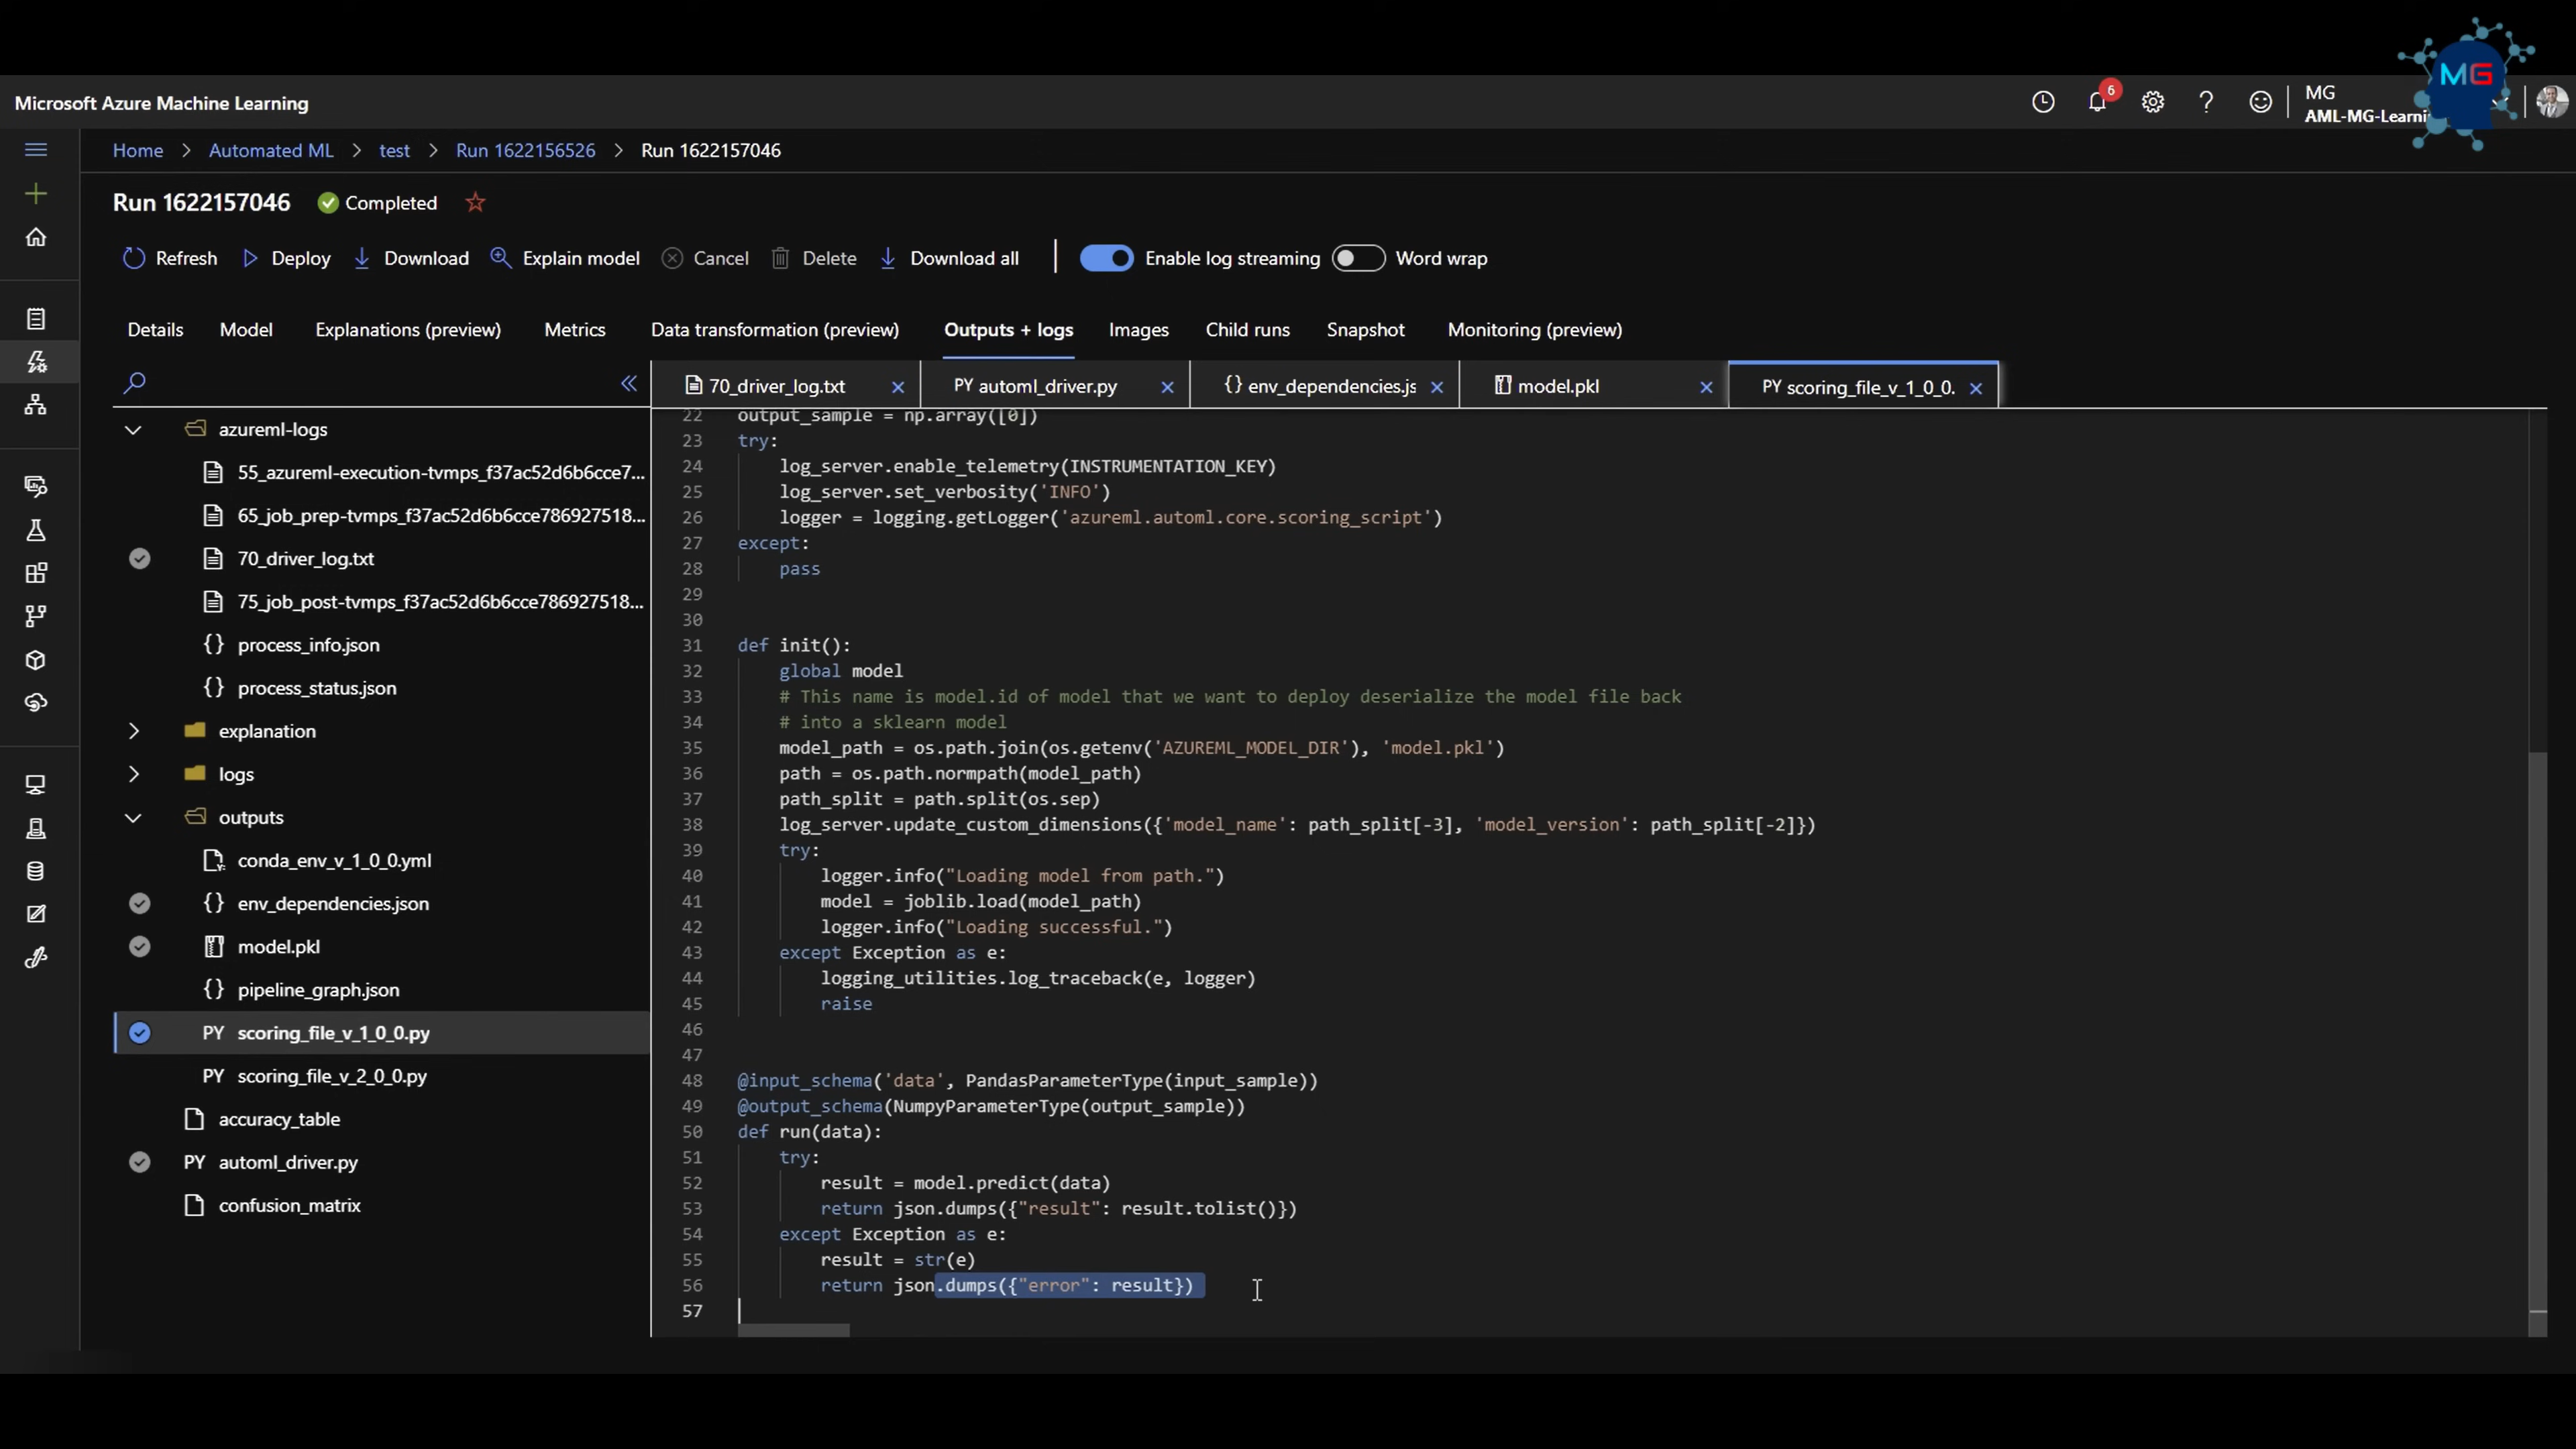 MG
Microsoft Azure Machine Learning
6
MG
AML-MG-Learni
Home > Automated ML > test > Run 1622156526 > Run 1622157046
Run 1622157046 Completed
Refresh Deploy Download Explain model Cancel Delete Download all Enable log streaming Word wrap
Details Model Explanations (preview) Metrics Data transformation (preview) Outputs + logs Images Child runs Snapshot Monitoring (preview)
azureml-logs
55_azureml-execution-tvmps_f37ac52d6b6cce7...
65_job_prep-tvmps_f37ac52d6b6cce786927518...
70_driver_log.txt
75_job_post-tvmps_f37ac52d6b6cce786927518...
{} process_info.json
{} process_status.json
explanation
logs
outputs
conda_env_v_1_0_0.yml
{} env_dependencies.json
model.pkl
{} pipeline_graph.json
PY scoring_file_v_1_0_0.py
PY scoring_file_v_2_0_0.py
accuracy_table
PY automl_driver.py
confusion_matrix
70_driver_log.txt PY automl_driver.py {} env_dependencies.js model.pkl PY scoring_file_v_1_0_0.
22 output_sample = np.array([0])
23 try:
24 log_server.enable_telemetry(INSTRUMENTATION_KEY)
25 log_server.set_verbosity('INFO')
26 logger = logging.getLogger('azureml.automl.core.scoring_script')
27 except:
28 pass
29
30
31 def init():
32 global model
33 # This name is model.id of model that we want to deploy deserialize the model file back
34 # into a sklearn model
35 model_path = os.path.join(os.getenv('AZUREML_MODEL_DIR'), 'model.pkl')
36 path = os.path.normpath(model_path)
37 path_split = path.split(os.sep)
38 log_server.update_custom_dimensions({'model_name': path_split[-3], 'model_version': path_split[-2]})
39 try:
40 logger.info("Loading model from path.")
41 model = joblib.load(model_path)
42 logger.info("Loading successful.")
43 except Exception as e:
44 logging_utilities.log_traceback(e, logger)
45 raise
46
47
48 @input_schema('data', PandasParameterType(input_sample))
49 @output_schema(NumpyParameterType(output_sample))
50 def run(data):
51 try:
52 result = model.predict(data)
53 return json.dumps({"result": result.tolist()})
54 except Exception as e:
55 result = str(e)
56 return json.dumps({"error": result})
57